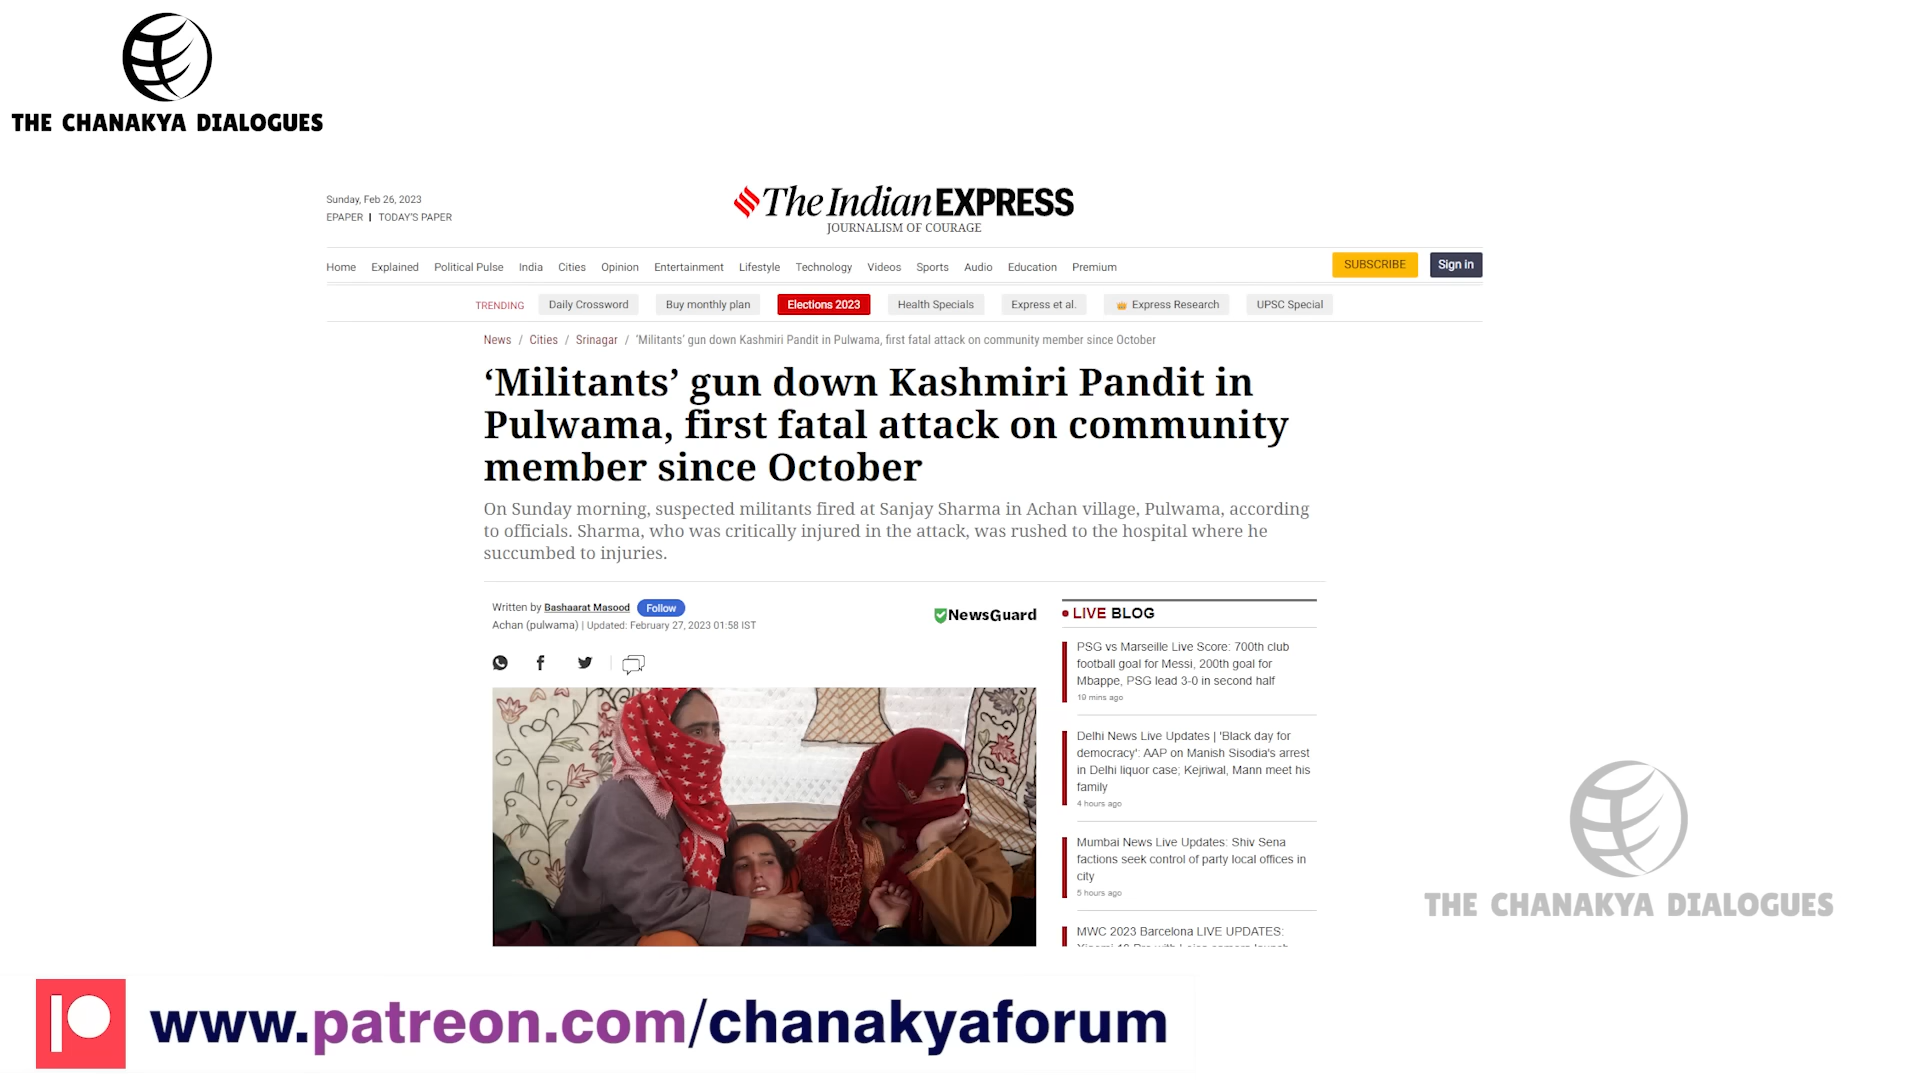 THE CHANAKYA DIALOGUES
Sunday, Feb 26, 2023
EPAPER | TODAY'S PAPER
The Indian EXPRESS
JOURNALISM OF COURAGE
Home Explained Political Pulse India Cities Opinion Entertainment Lifestyle Technology Videos Sports Audio Education Premium
SUBSCRIBE Sign in
TRENDING Daily Crossword Buy monthly plan Elections 2023 Health Specials Express et al. Express Research UPSC Special
News / Cities / Srinagar / 'Militants' gun down Kashmiri Pandit in Pulwama, first fatal attack on community member since October
‘Militants’ gun down Kashmiri Pandit in
Pulwama, first fatal attack on community
member since October
On Sunday morning, suspected militants fired at Sanjay Sharma in Achan village, Pulwama, according
to officials. Sharma, who was critically injured in the attack, was rushed to the hospital where he
succumbed to injuries.
Written by Bashaarat Masood Follow
Achan (pulwama) | Updated: February 27, 2023 01:58 IST
NewsGuard
LIVE BLOG
PSG vs Marseille Live Score: 700th club
football goal for Messi, 200th goal for
Mbappe, PSG lead 3-0 in second half
19 mins ago
Delhi News Live Updates | 'Black day for
democracy': AAP on Manish Sisodia's arrest
in Delhi liquor case; Kejriwal, Mann meet his
family
4 hours ago
Mumbai News Live Updates: Shiv Sena
factions seek control of party local offices in
city
5 hours ago
MWC 2023 Barcelona LIVE UPDATES:
THE CHANAKYA DIALOGUES
www.patreon.com/chanakyaforum